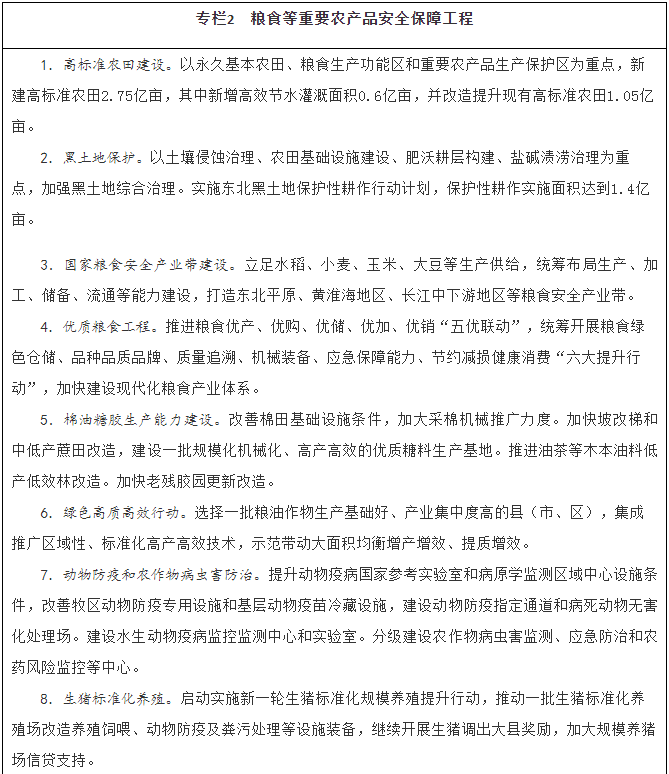 专栏2 粮食等重要农产品安全保障工程
1．高标准农田建设。以永久基本农田、粮食生产功能区和重要农产品生产保护区为重点，新
建高标准农田2.75亿亩，其中新增高效节水灌溉面积0.6亿亩，并改造提升现有高标准农田1.05亿
亩。
2．黑土地保护。以土壤侵蚀治理、农田基础设施建设、肥沃耕层构建、盐碱渍涝治理为重
点，加强黑土地综合治理。实施东北黑土地保护性耕作行动计划，保护性耕作实施面积达到1.4亿
亩。
3．国家粮食安全产业带建设。立足水稻、小麦、玉米、大豆等生产供给，统筹布局生产、加
工、储备、流通等能力建设，打造东北平原、黄淮海地区、长江中下游地区等粮食安全产业带。
4．优质粮食工程。推进粮食优产、优购、优储、优加、优销“五优联动”，统筹开展粮食绿
色仓储、品种品质品牌、质量追溯、机械装备、应急保障能力、节约减损健康消费“六大提升行
动”，加快建设现代化粮食产业体系。
5．棉油糖胶生产能力建设。改善棉田基础设施条件，加大采棉机械推广力度。加快坡改梯和
中低产蔗田改造，建设一批规模化机械化、高产高效的优质糖料生产基地。推进油茶等木本油料低
产低效林改造。加快老残胶园更新改造。
6．绿色高质高效行动。选择一批粮油作物生产基础好、产业集中度高的县（市、区），集成
推广区域性、标准化高产高效技术，示范带动大面积均衡增产增效、提质增效。
7．动物防疫和农作物病虫害防治。提升动物疫病国家参考实验室和病原学监测区域中心设施条
件，改善牧区动物防疫专用设施和基层动物疫苗冷藏设施，建设动物防疫指定通道和病死动物无害
化处理场。建设水生动物疫病监控监测中心和实验室。分级建设农作物病虫害监测、应急防治和农
药风险监控等中心。
8．生猪标准化养殖。启动实施新一轮生猪标准化规模养殖提升行动，推动一批生猪标准化养
殖场改造养殖饲喂、动物防疫及粪污处理等设施装备，继续开展生猪调出大县奖励，加大规模养猪
场信贷支持。